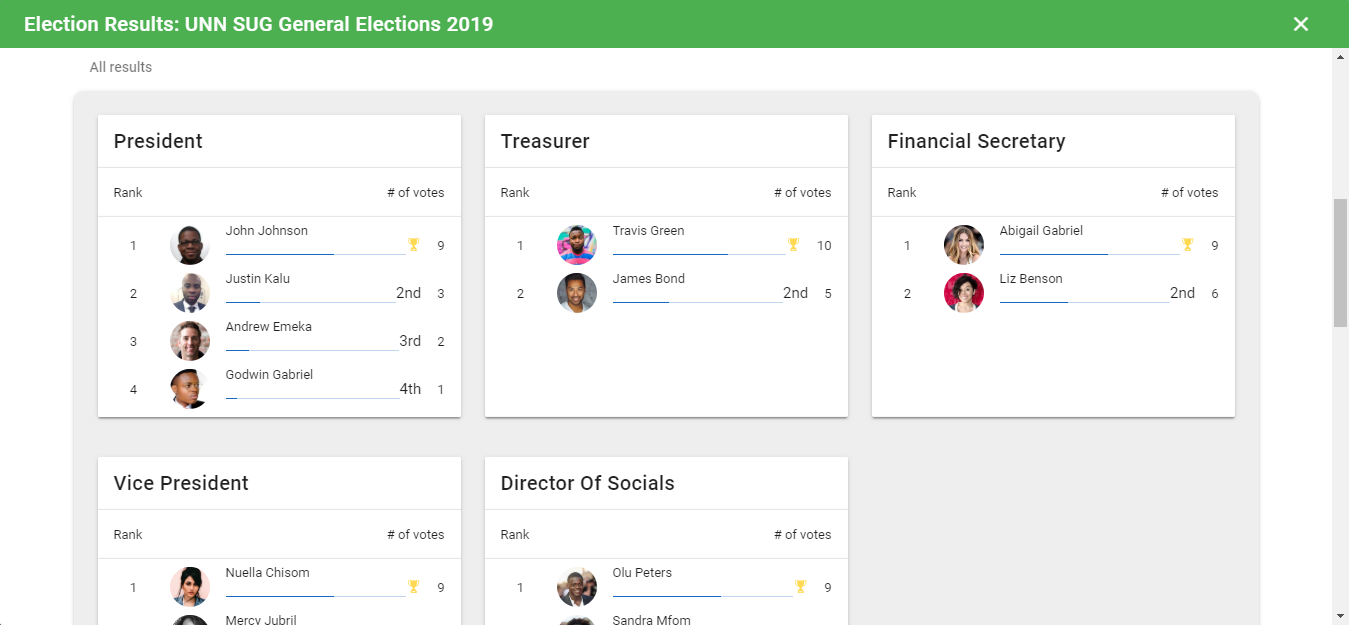 Election Results: UNN SUG General Elections 2019
All results
President
Rank # of votes
1 John Johnson 9
2 Justin Kalu 2nd 3
3 Andrew Emeka 3rd 2
4 Godwin Gabriel 4th 1
Treasurer
Rank # of votes
1 Travis Green 10
2 James Bond 2nd 5
Financial Secretary
Rank # of votes
1 Abigail Gabriel 9
2 Liz Benson 2nd 6
Vice President
Rank # of votes
1 Nuella Chisom 9
Mercy Jubril
Director Of Socials
Rank # of votes
1 Olu Peters 9
Sandra Mfom